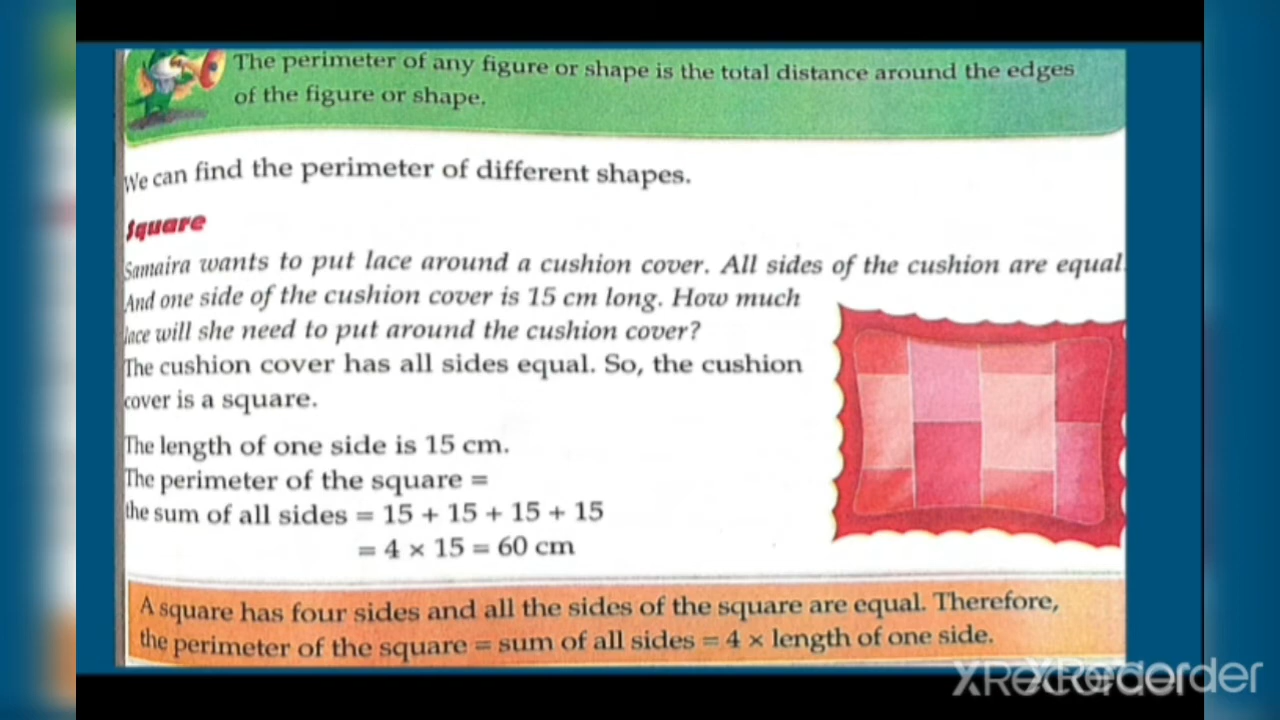 The perimeter of any figure or shape is the total distance around the edges
of the figure or shape.
We can find the perimeter of different shapes.
Square
Samaira wants to put lace around a cushion cover. All sides of the cushion are equal.
And one side of the cushion cover is 15 cm long. How much
lace will she need to put around the cushion cover?
The cushion cover has all sides equal. So, the cushion
cover is a square.
The length of one side is 15 cm.
The perimeter of the square =
the sum of all sides = 15 + 15 + 15 + 15
= 4 × 15 = 60 cm
A square has four sides and all the sides of the square are equal. Therefore,
the perimeter of the square = sum of all sides = 4 × length of one side.